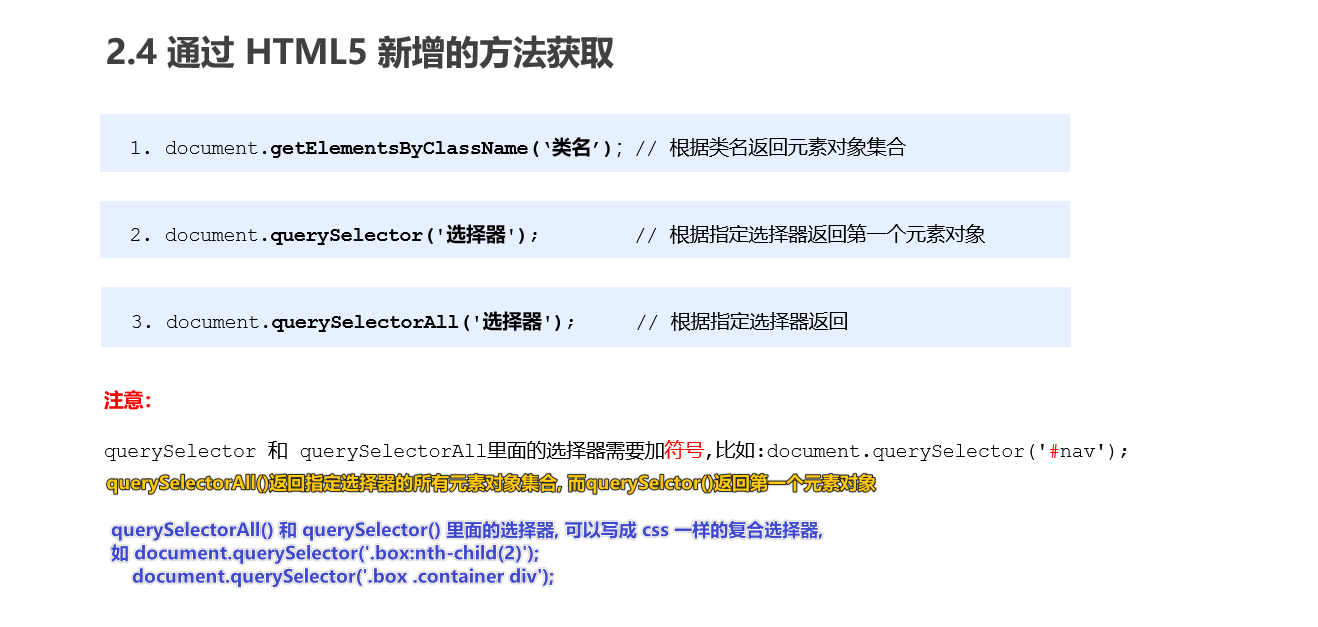 2.4 通过 HTML5 新增的方法获取
1. document.getElementsByClassName(‘类名’); // 根据类名返回元素对象集合
2. document.querySelector('选择器'); // 根据指定选择器返回第一个元素对象
3. document.querySelectorAll('选择器'); // 根据指定选择器返回
注意：
querySelector 和 querySelectorAll里面的选择器需要加符号,比如:document.querySelector('#nav');
querySelectorAll()返回指定选择器的所有元素对象集合, 而querySelctor()返回第一个元素对象
querySelectorAll() 和 querySelector() 里面的选择器, 可以写成 css 一样的复合选择器,
如 document.querySelector('.box:nth-child(2)');
document.querySelector('.box .container div');